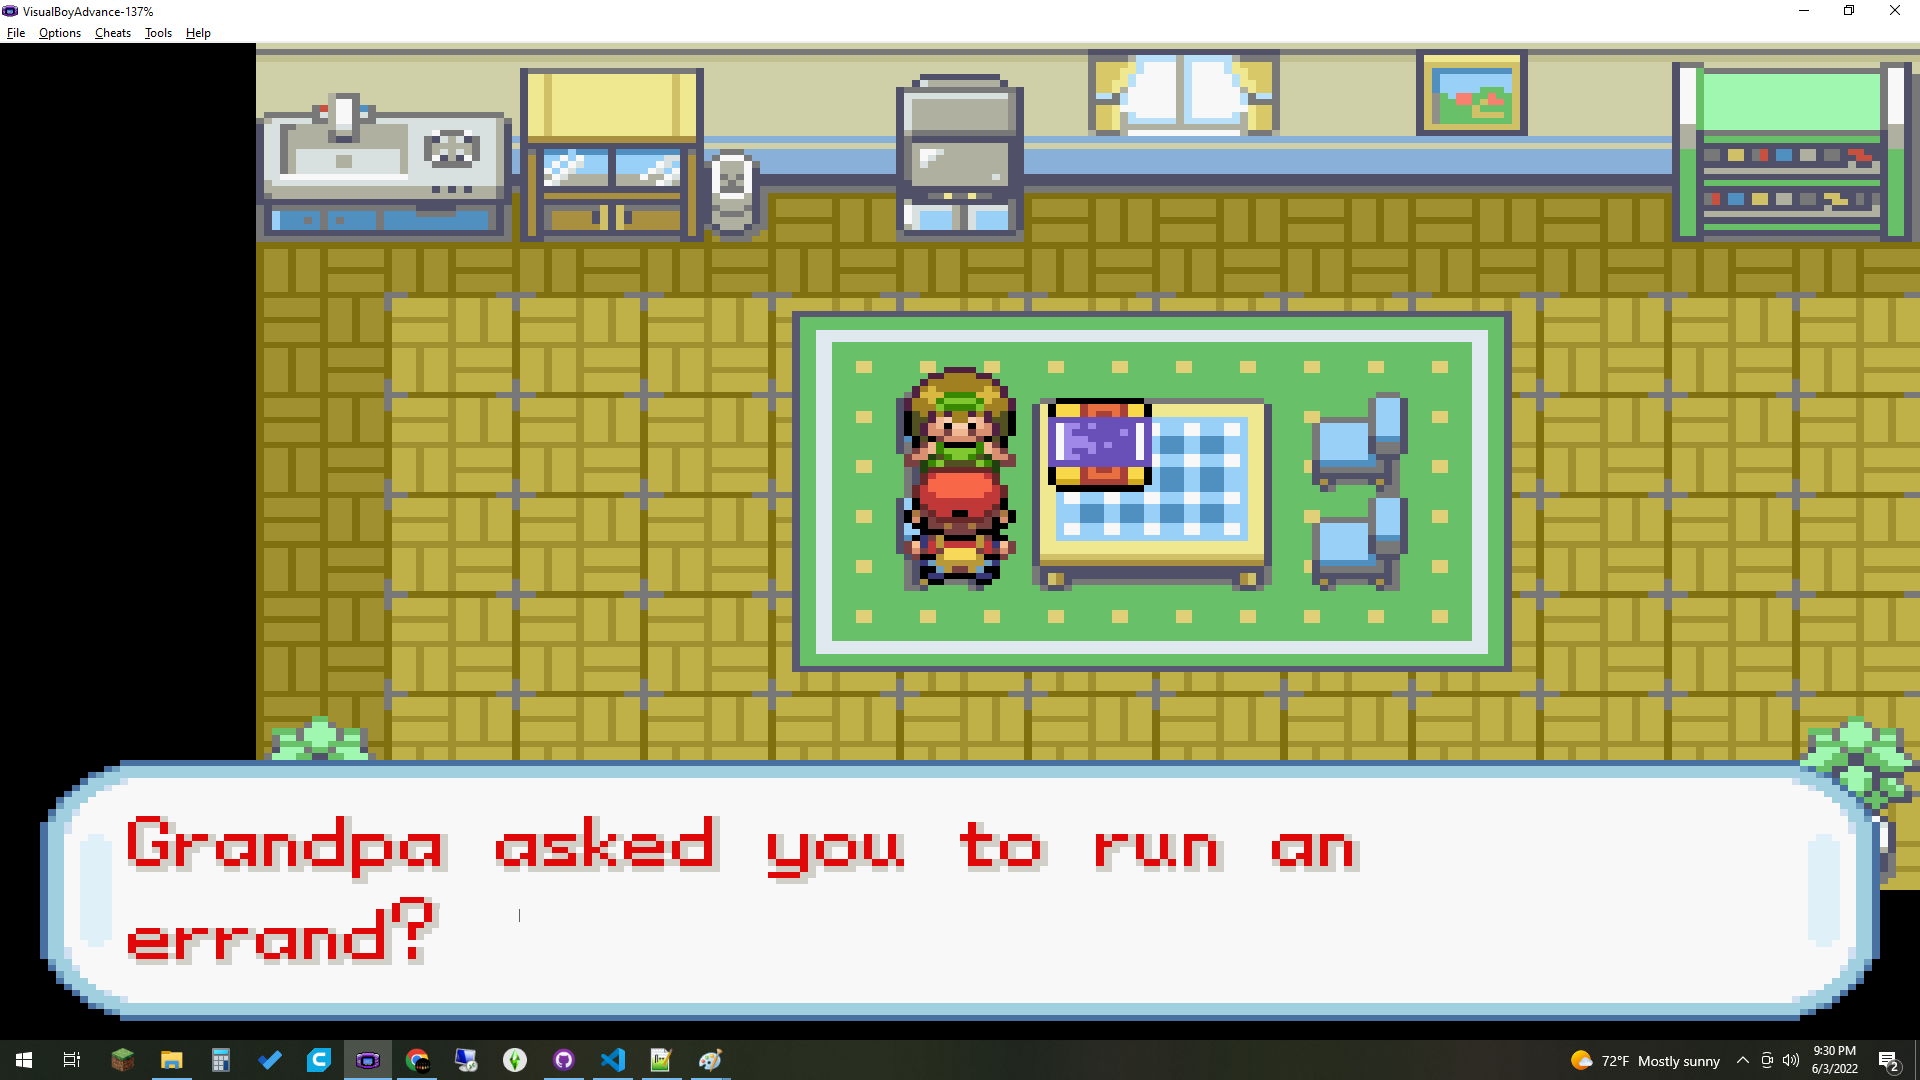 VisualBoyAdvance-137%
File Options Cheats Tools Help
Grandpa asked you to run an
errand?
72°F Mostly sunny
9:30 PM
6/3/2022
2